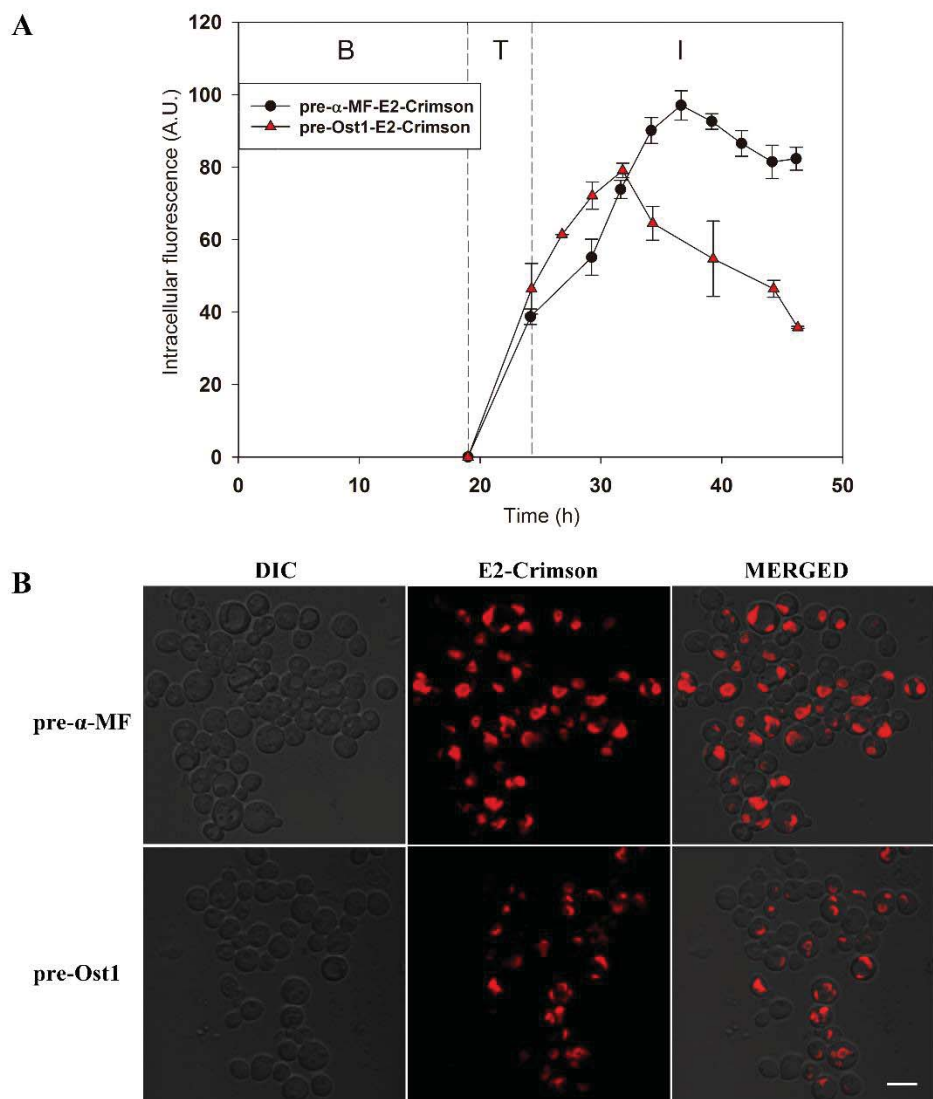 A
120
B
T
I
100
pre-α-MF-E2-Crimson
pre-Ost1-E2-Crimson
80
60
40
20
0
Intracellular fluorescence (A.U.)
0 10 20 30 40 50
Time (h)
B
DIC E2-Crimson MERGED
pre-α-MF
pre-Ost1